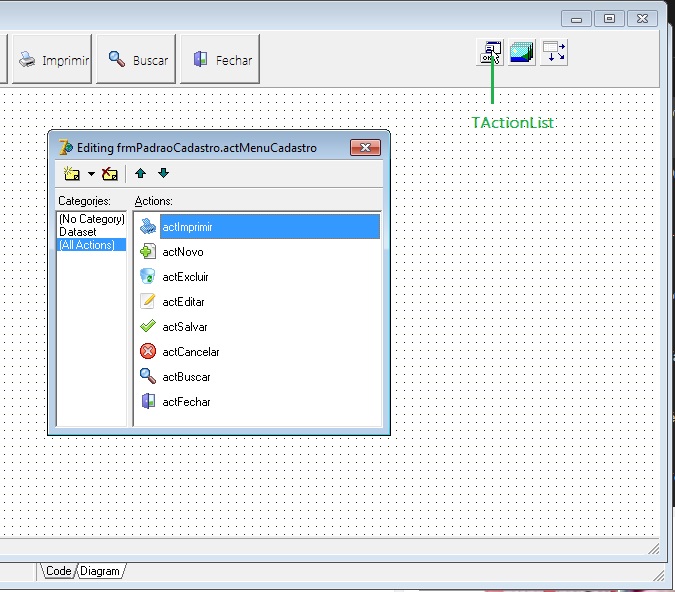 Imprimir
Buscar
Fechar
TActionList
Editing frmPadraoCadastro.actMenuCadastro
Categories:
(No Category)
Dataset
(All Actions)
Actions:
actImprimir
actNovo
actExcluir
actEditar
actSalvar
actCancelar
actBuscar
actFechar
Code
Diagram